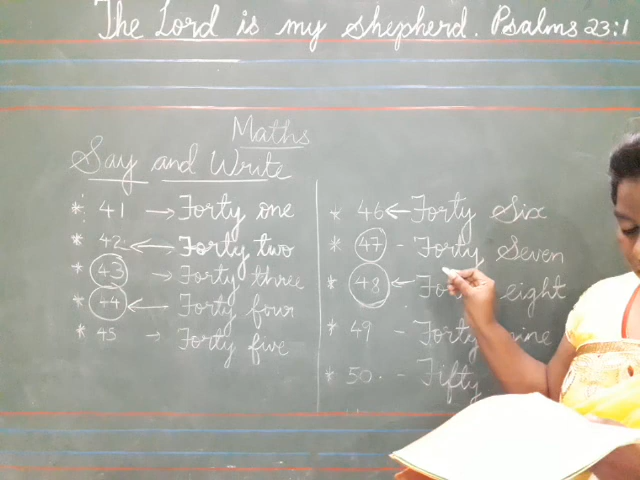 The Lord is my shepherd. Psalms 23:1
Maths
Say and Write
* 41 → Forty one
* 42. ← Forty two
* 43 → Forty three
* 44 ← Forty four
* 45 → Forty five
* 46 ← Forty Six
* 47 - Forty Seven
* 48 ← eight
* 49 - Forty
* 50. - Fifty